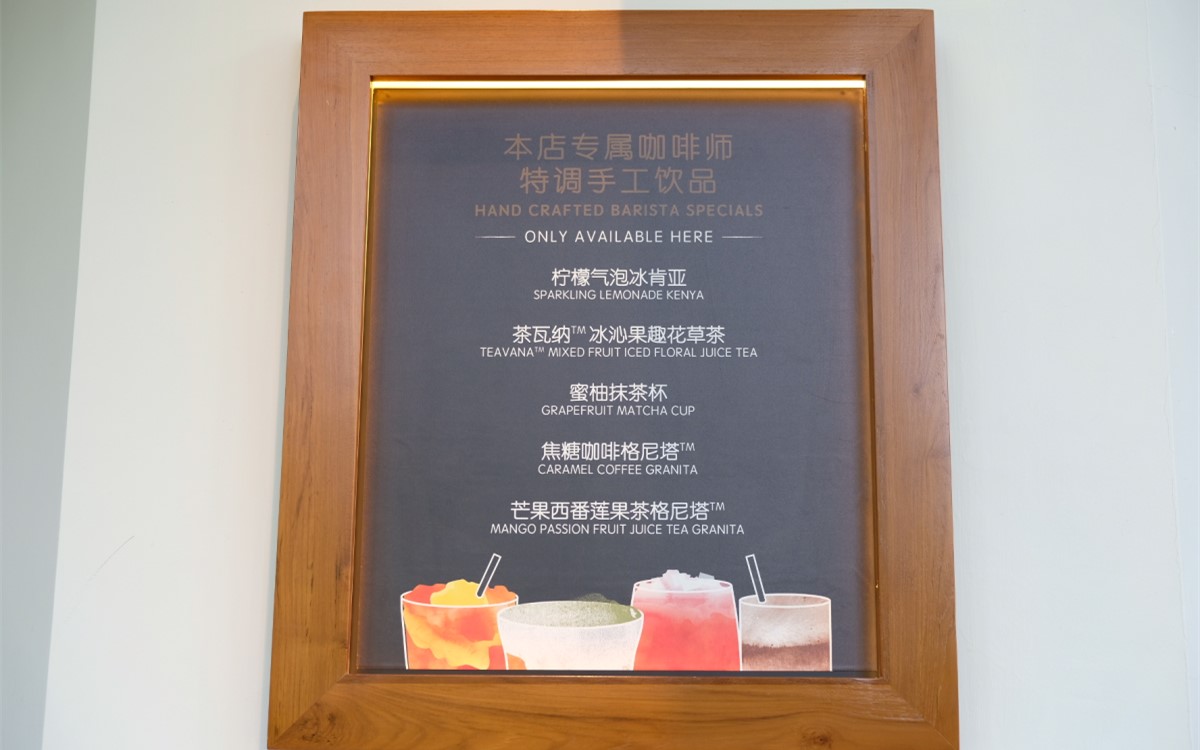 本店专属咖啡师
特调手工饮品
HAND CRAFTED BARISTA SPECIALS
ONLY AVAILABLE HERE
柠檬气泡冰肯亚
SPARKLING LEMONADE KENYA
茶瓦纳™ 冰沁果趣花草茶
TEAVANA™ MIXED FRUIT ICED FLORAL JUICE TEA
蜜柚抹茶杯
GRAPEFRUIT MATCHA CUP
焦糖咖啡格尼塔™
CARAMEL COFFEE GRANITA
芒果西番莲果茶格尼塔™
MANGO PASSION FRUIT JUICE TEA GRANITA